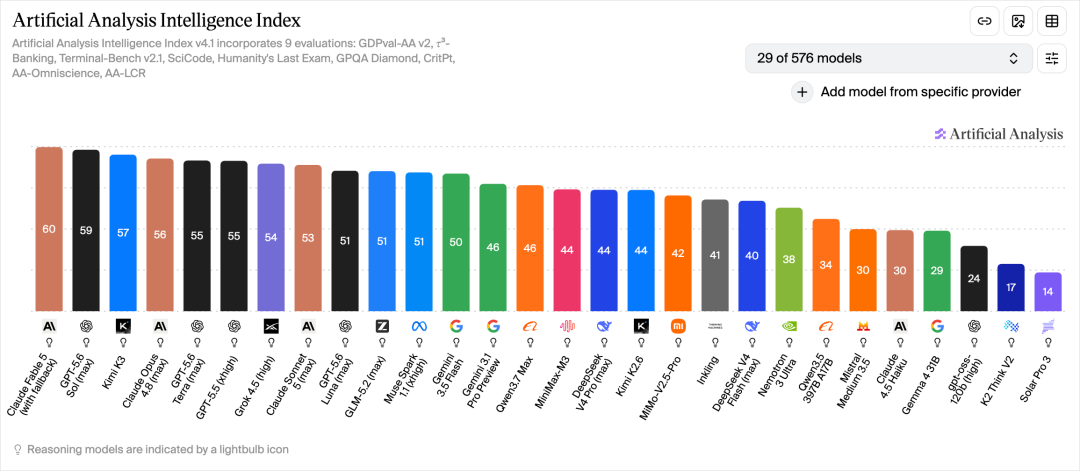 Artificial Analysis Intelligence Index
Artificial Analysis Intelligence Index v4.1 incorporates 9 evaluations: GDPval-AA v2, τ³-
Banking, Terminal-Bench v2.1, SciCode, Humanity's Last Exam, GPQA Diamond, CritPt,
AA-Omniscience, AA-LCR
29 of 576 models
Add model from specific provider
Artificial Analysis
60
59
57
56
55
55
54
53
51
51
51
50
46
46
44
44
44
42
41
40
38
34
30
30
29
24
17
14
Claude Fable 5
(with fallback)
GPT-5.6
Sol (max)
Kimi K3
Claude Opus
4.8 (max)
GPT-5.6
Terra (max)
GPT-5.5 (xhigh)
Grok 4.5 (high)
Claude Sonnet
5 (max)
GPT-5.6
Luna (max)
GLM-5.2 (max)
Muse Spark
1.1 (xhigh)
Gemini
3.5 Flash
Gemini 3.1
Pro Preview
Qwen3.7 Max
MiniMax-M3
DeepSeek
V4 Pro (max)
Kimi K2.6
MiMo-V2.5-Pro
Inkling
DeepSeek V4
Flash (max)
Nemotron
3 Ultra
Qwen3.5
397B A17B
Mistral
Medium 3.5
Claude
4.5 Haiku
Gemma 4 31B
gpt-oss-
120b (high)
K2 Think V2
Solar Pro 3
Reasoning models are indicated by a lightbulb icon